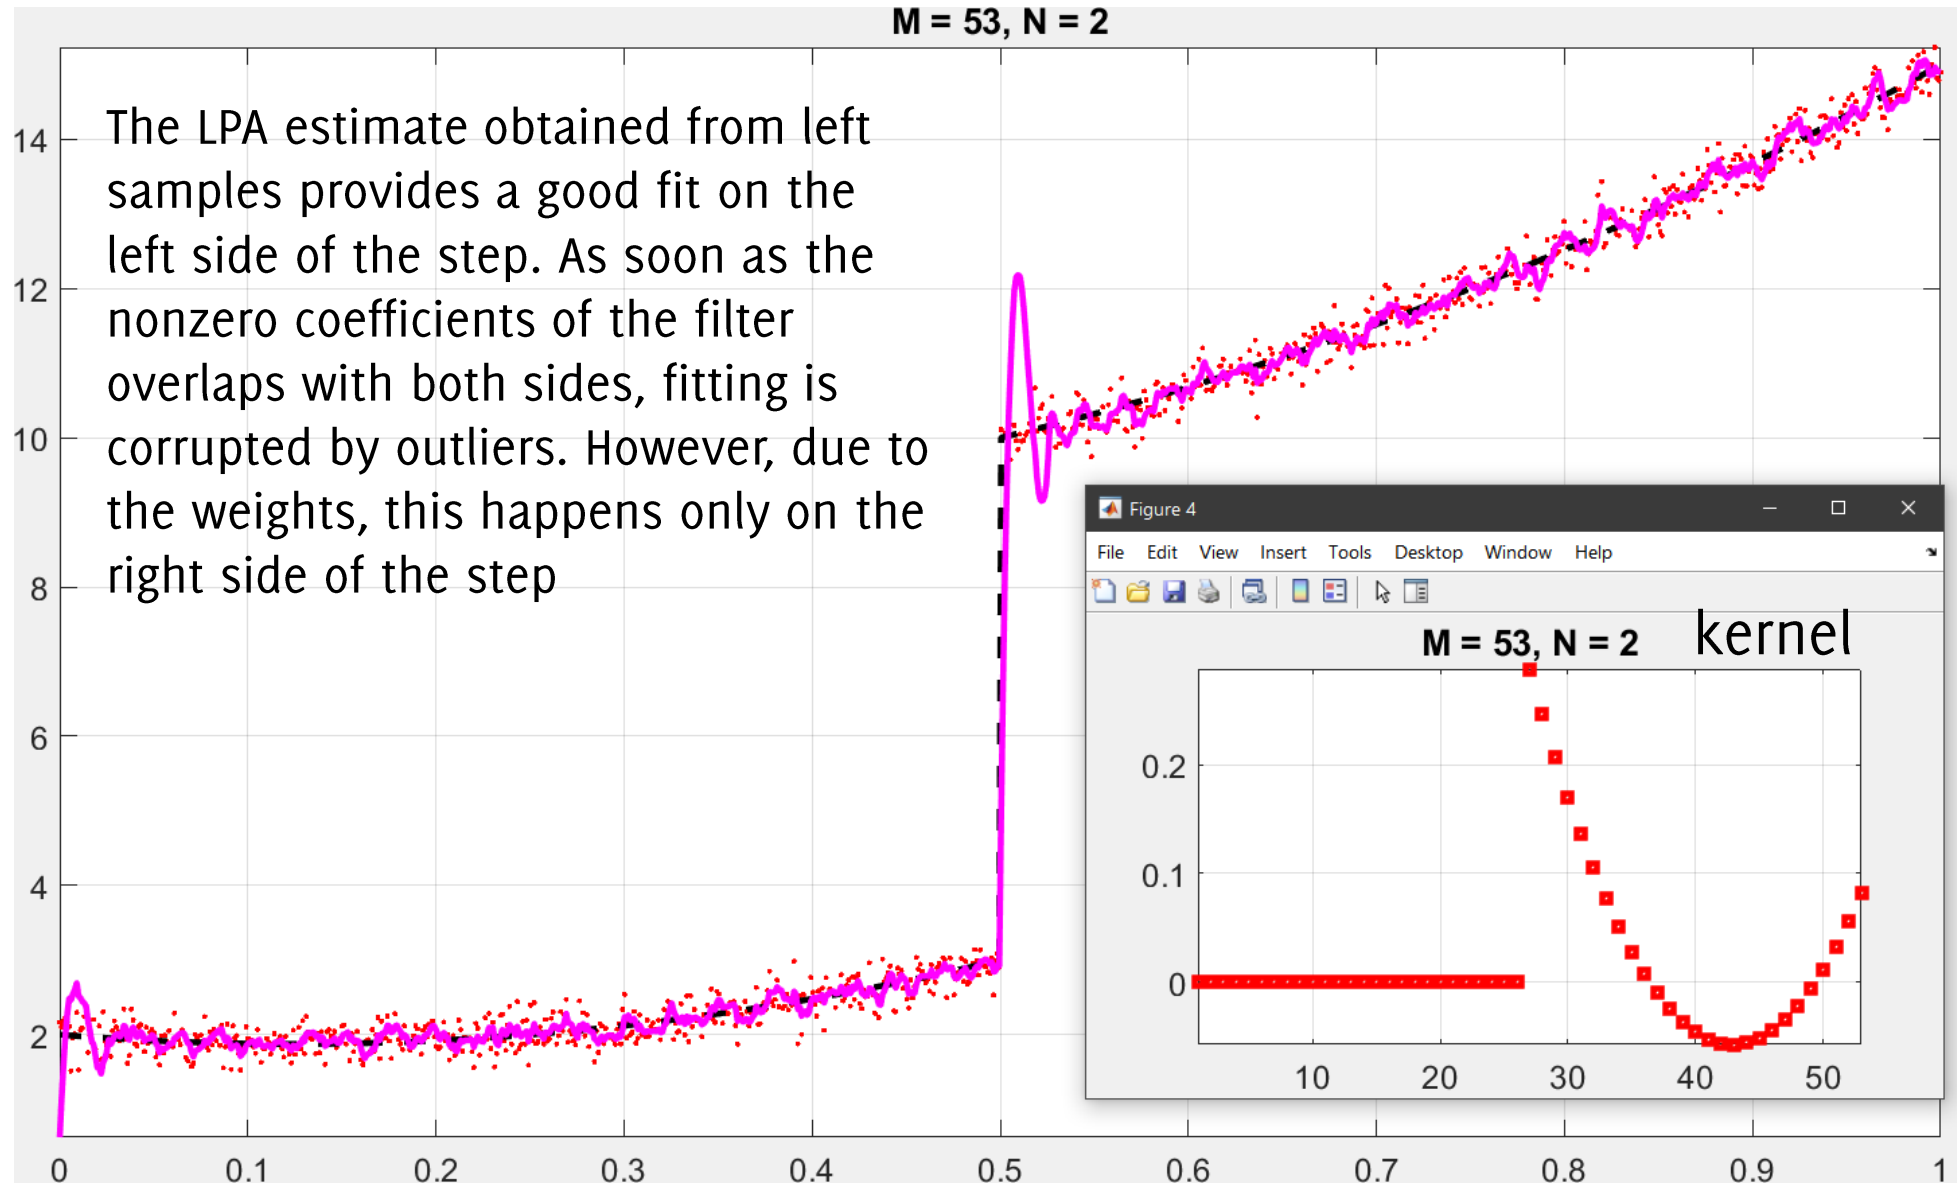 M = 53, N = 2
The LPA estimate obtained from left
samples provides a good fit on the
left side of the step. As soon as the
nonzero coefficients of the filter
overlaps with both sides, fitting is
corrupted by outliers. However, due to
the weights, this happens only on the
right side of the step
14
12
10
8
6
4
2
0 0.1 0.2 0.3 0.4 0.5 0.6 0.7 0.8 0.9 1
Figure 4
File Edit View Insert Tools Desktop Window Help
M = 53, N = 2
kernel
0.2
0.1
0
10 20 30 40 50